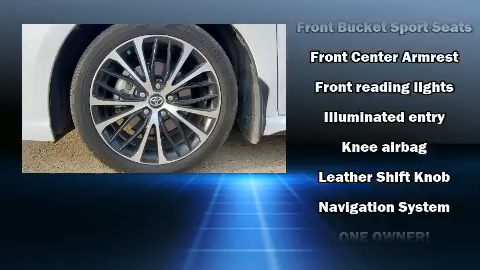 Front Bucket Sport Seats
Front Center Armrest
Front reading lights
Illuminated entry
Knee airbag
Leather Shift Knob
Navigation System
ONE OWNER!